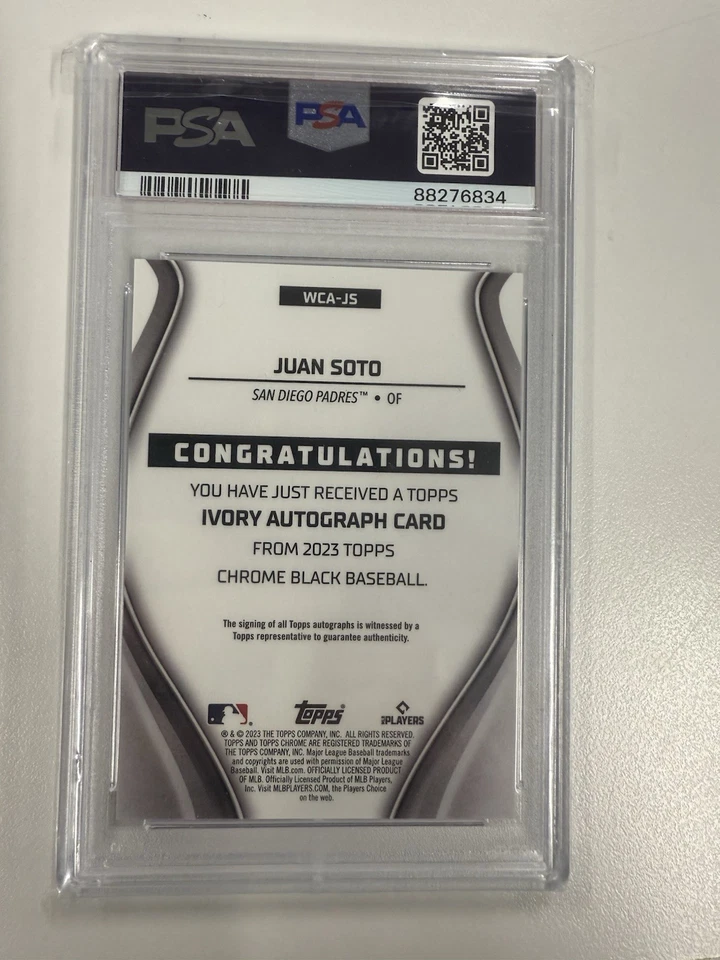 PSA PSA
88276834
WCA-JS
JUAN SOTO
SAN DIEGO PADRES™ • OF
CONGRATULATIONS!
YOU HAVE JUST RECEIVED A TOPPS
IVORY AUTOGRAPH CARD
FROM 2023 TOPPS
CHROME BLACK BASEBALL.
The signing of all Topps autographs is witnessed by a
Topps representative to guarantee authenticity.
topps® PLAYERS
® & © 2023 THE TOPPS COMPANY, INC. ALL RIGHTS RESERVED.
TOPPS AND TOPPS CHROME ARE REGISTERED TRADEMARKS OF
THE TOPPS COMPANY, INC. Major League Baseball trademarks
and copyrights are used with permission of Major League
Baseball. Visit MLB.com. OFFICIALLY LICENSED PRODUCT
OF MLB. Officially Licensed Product of MLB Players,
Inc. Visit MLBPLAYERS.COM, the Players Choice
on the web.